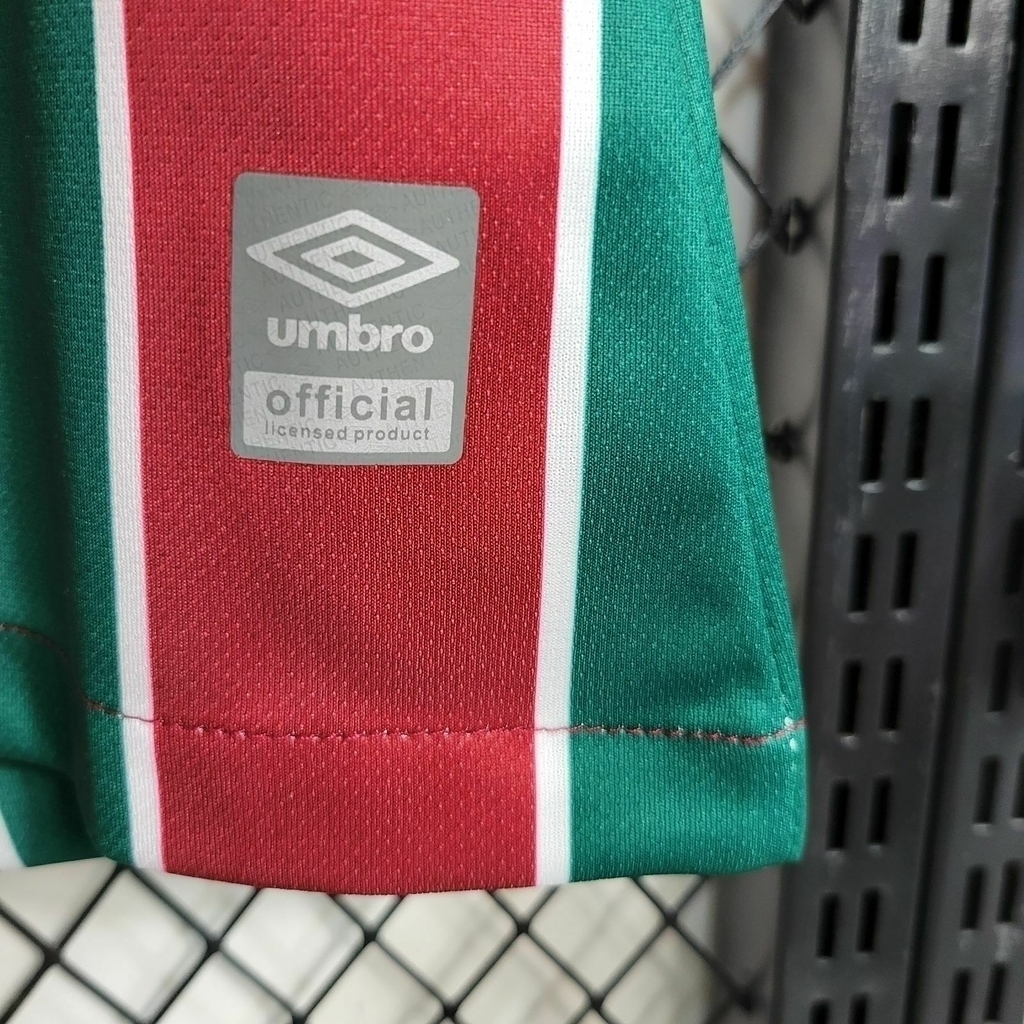 umbro
official
licensed product